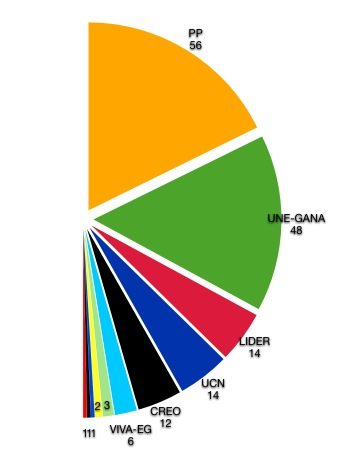 PP
56
UNE-GANA
48
LIDER
14
UCN
14
CREO
12
VIVA-EG
6
3
2
111